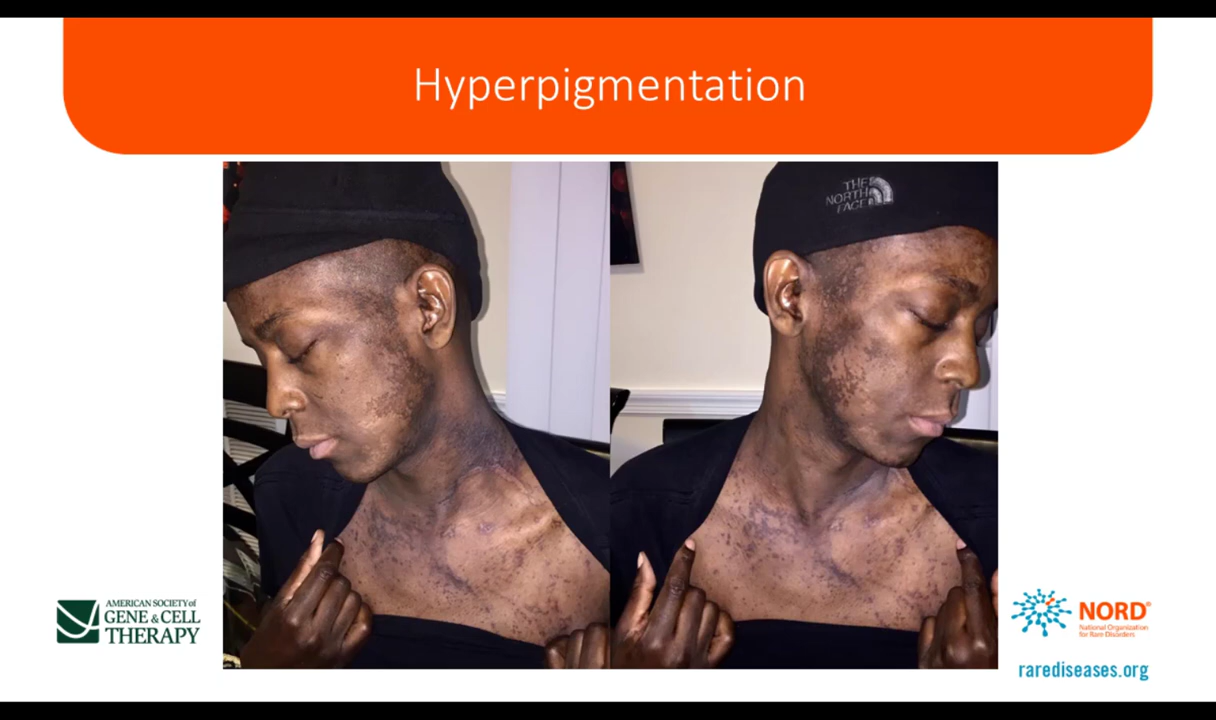 Hyperpigmentation
THE
NORTH
FACE
AMERICAN SOCIETY of
GENE & CELL
THERAPY
NORD®
National Organization
for Rare Disorders
rarediseases.org